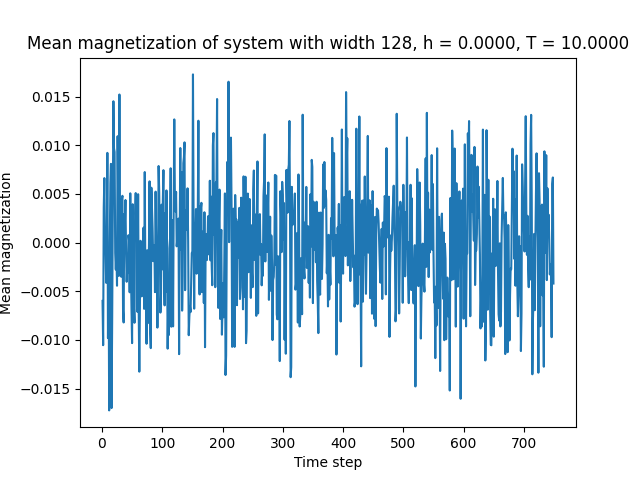 Mean magnetization of system with width 128, h = 0.0000, T = 10.0000
0.015
0.010
0.005
0.000
−0.005
−0.010
−0.015
Mean magnetization
0 100 200 300 400 500 600 700
Time step